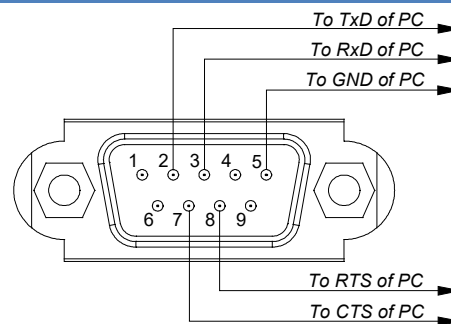 To TxD of PC
To RxD of PC
To GND of PC
1 2 3 4 5
6 7 8 9
To RTS of PC
To CTS of PC